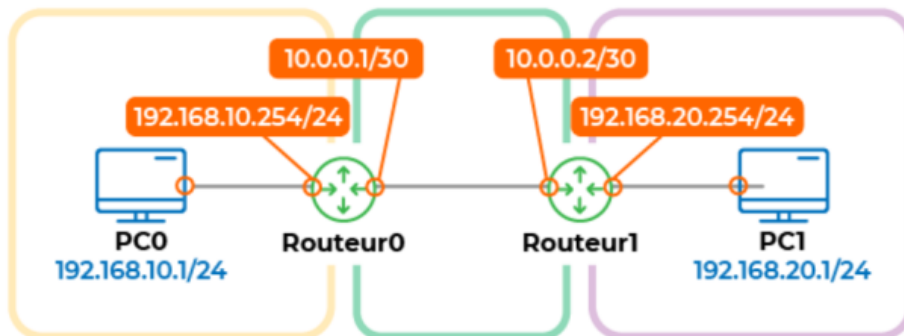 10.0.0.1/30
10.0.0.2/30
192.168.10.254/24
192.168.20.254/24
PC0
Routeur0
Routeur1
PC1
192.168.10.1/24
192.168.20.1/24